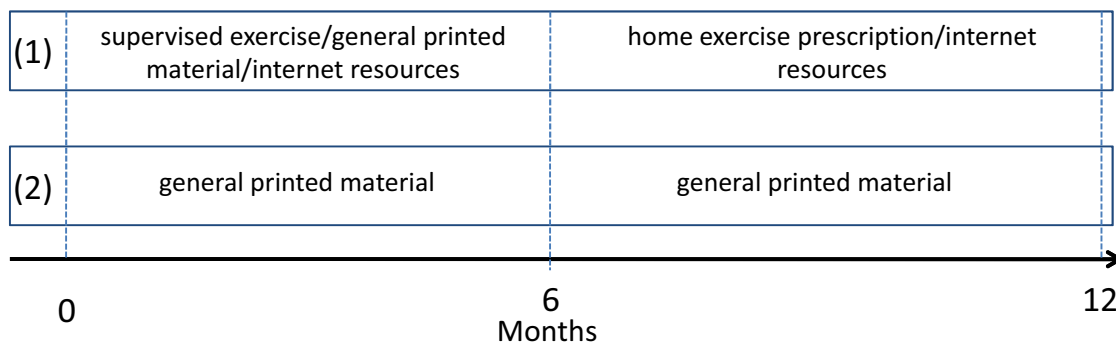 (1)
supervised exercise/general printed
material/internet resources
home exercise prescription/internet
resources
(2)
general printed material
general printed material
0
6
12
Months